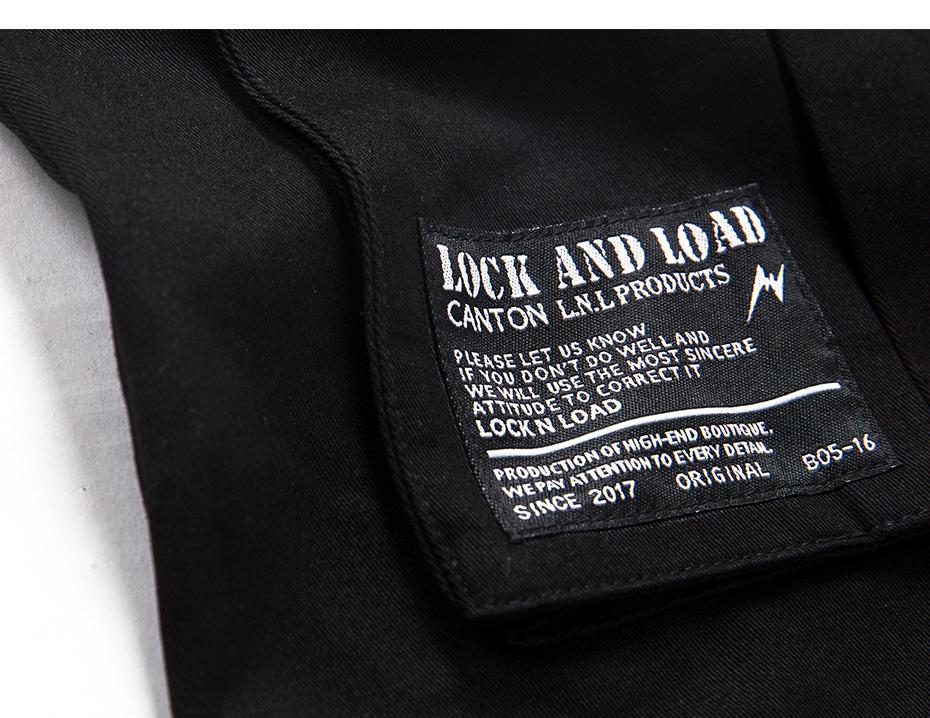 LOCK AND LOAD
CANTON L.N.L PRODUCTS
PLEASE LET US KNOW
IF YOU DON'T DO WELL AND
WE WILL USE THE MOST SINCERE
ATTITUDE TO CORRECT IT
LOCK N LOAD
PRODUCTION OF HIGH-END BOUTIQUE,
WE PAY ATTENTION TO EVERY DETAIL.
SINCE 2017 ORIGINAL B05-16